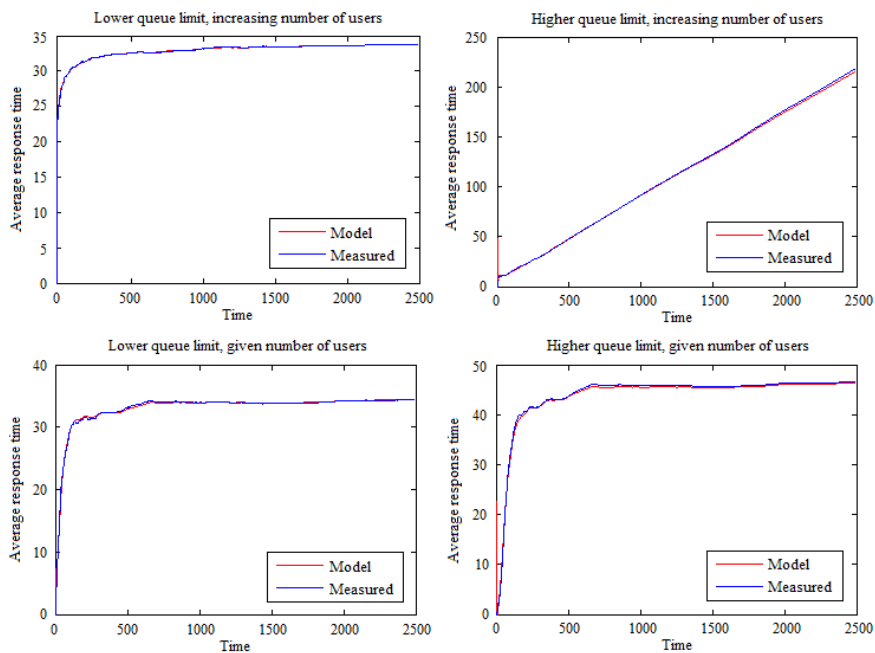 Lower queue limit, increasing number of users
Average response time
35
30
25
20
15
10
5
0
Model
Measured
0
500
1000
1500
2000
2500
Time
Higher queue limit, increasing number of users
Average response time
250
200
150
100
50
0
Model
Measured
0
500
1000
1500
2000
2500
Time
Lower queue limit, given number of users
Average response time
40
30
20
10
0
Model
Measured
0
500
1000
1500
2000
2500
Time
Higher queue limit, given number of users
Average response time
50
40
30
20
10
0
Model
Measured
0
500
1000
1500
2000
2500
Time